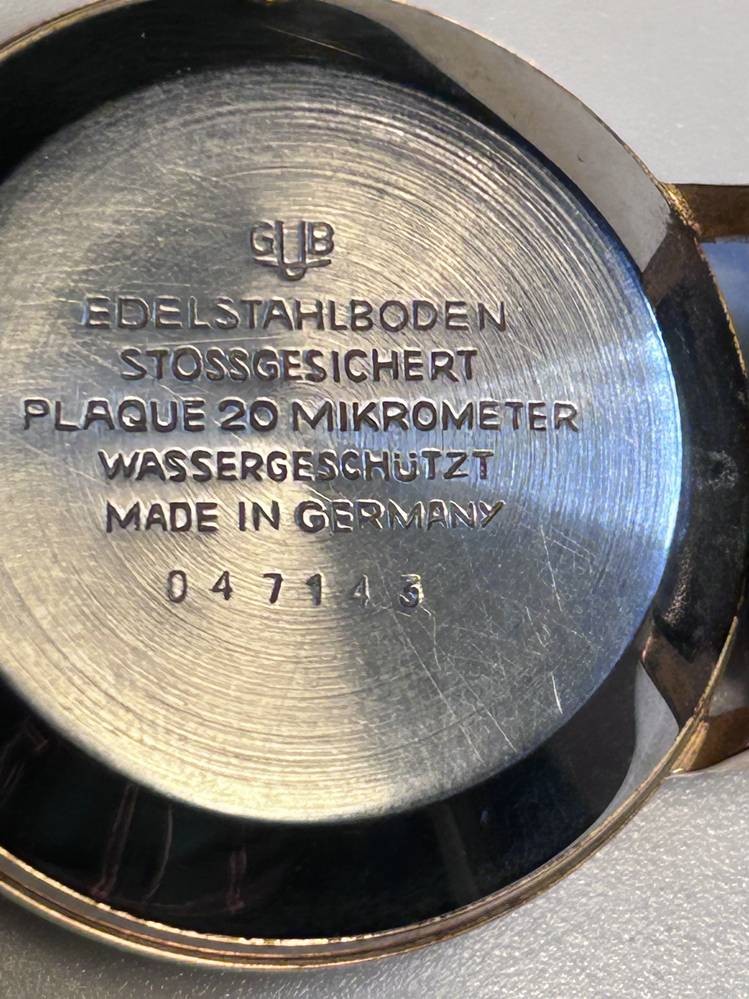 GUB
EDELSTAHLBODEN
STOSSGESICHERT
PLAQUE 20 MIKROMETER
WASSERGESCHÜTZT
MADE IN GERMANY
047143